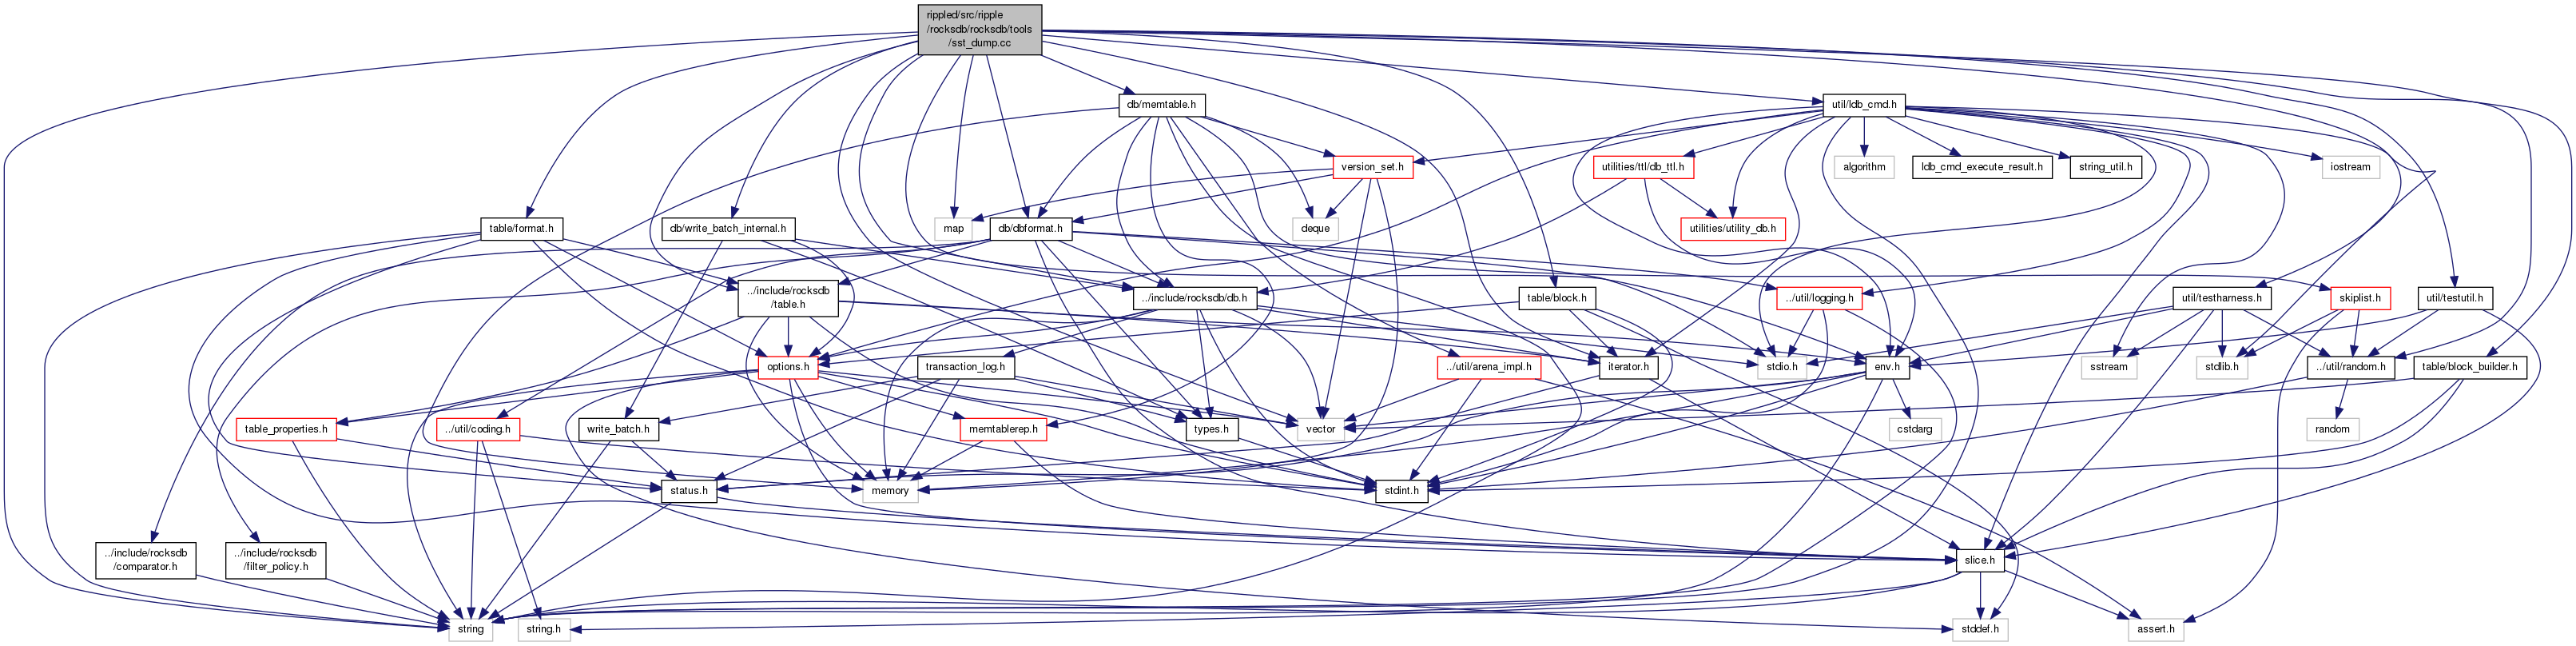 rippled/src/ripple
/rocksdb/rocksdb/tools
/sst_dump.cc
db/memtable.h
util/ldb_cmd.h
version_set.h
utilities/ttl/db_ttl.h
algorithm
ldb_cmd_execute_result.h
string_util.h
iostream
table/format.h
db/write_batch_internal.h
map
db/dbformat.h
deque
utilities/utility_db.h
../include/rocksdb
/table.h
../include/rocksdb/db.h
table/block.h
../util/logging.h
util/testharness.h
skiplist.h
util/testutil.h
options.h
transaction_log.h
../util/arena_impl.h
stdio.h
iterator.h
env.h
sstream
stdlib.h
../util/random.h
table/block_builder.h
table_properties.h
../util/coding.h
write_batch.h
memtablerep.h
types.h
vector
cstdarg
random
status.h
memory
stdint.h
../include/rocksdb
/comparator.h
../include/rocksdb
/filter_policy.h
slice.h
string
string.h
stddef.h
assert.h